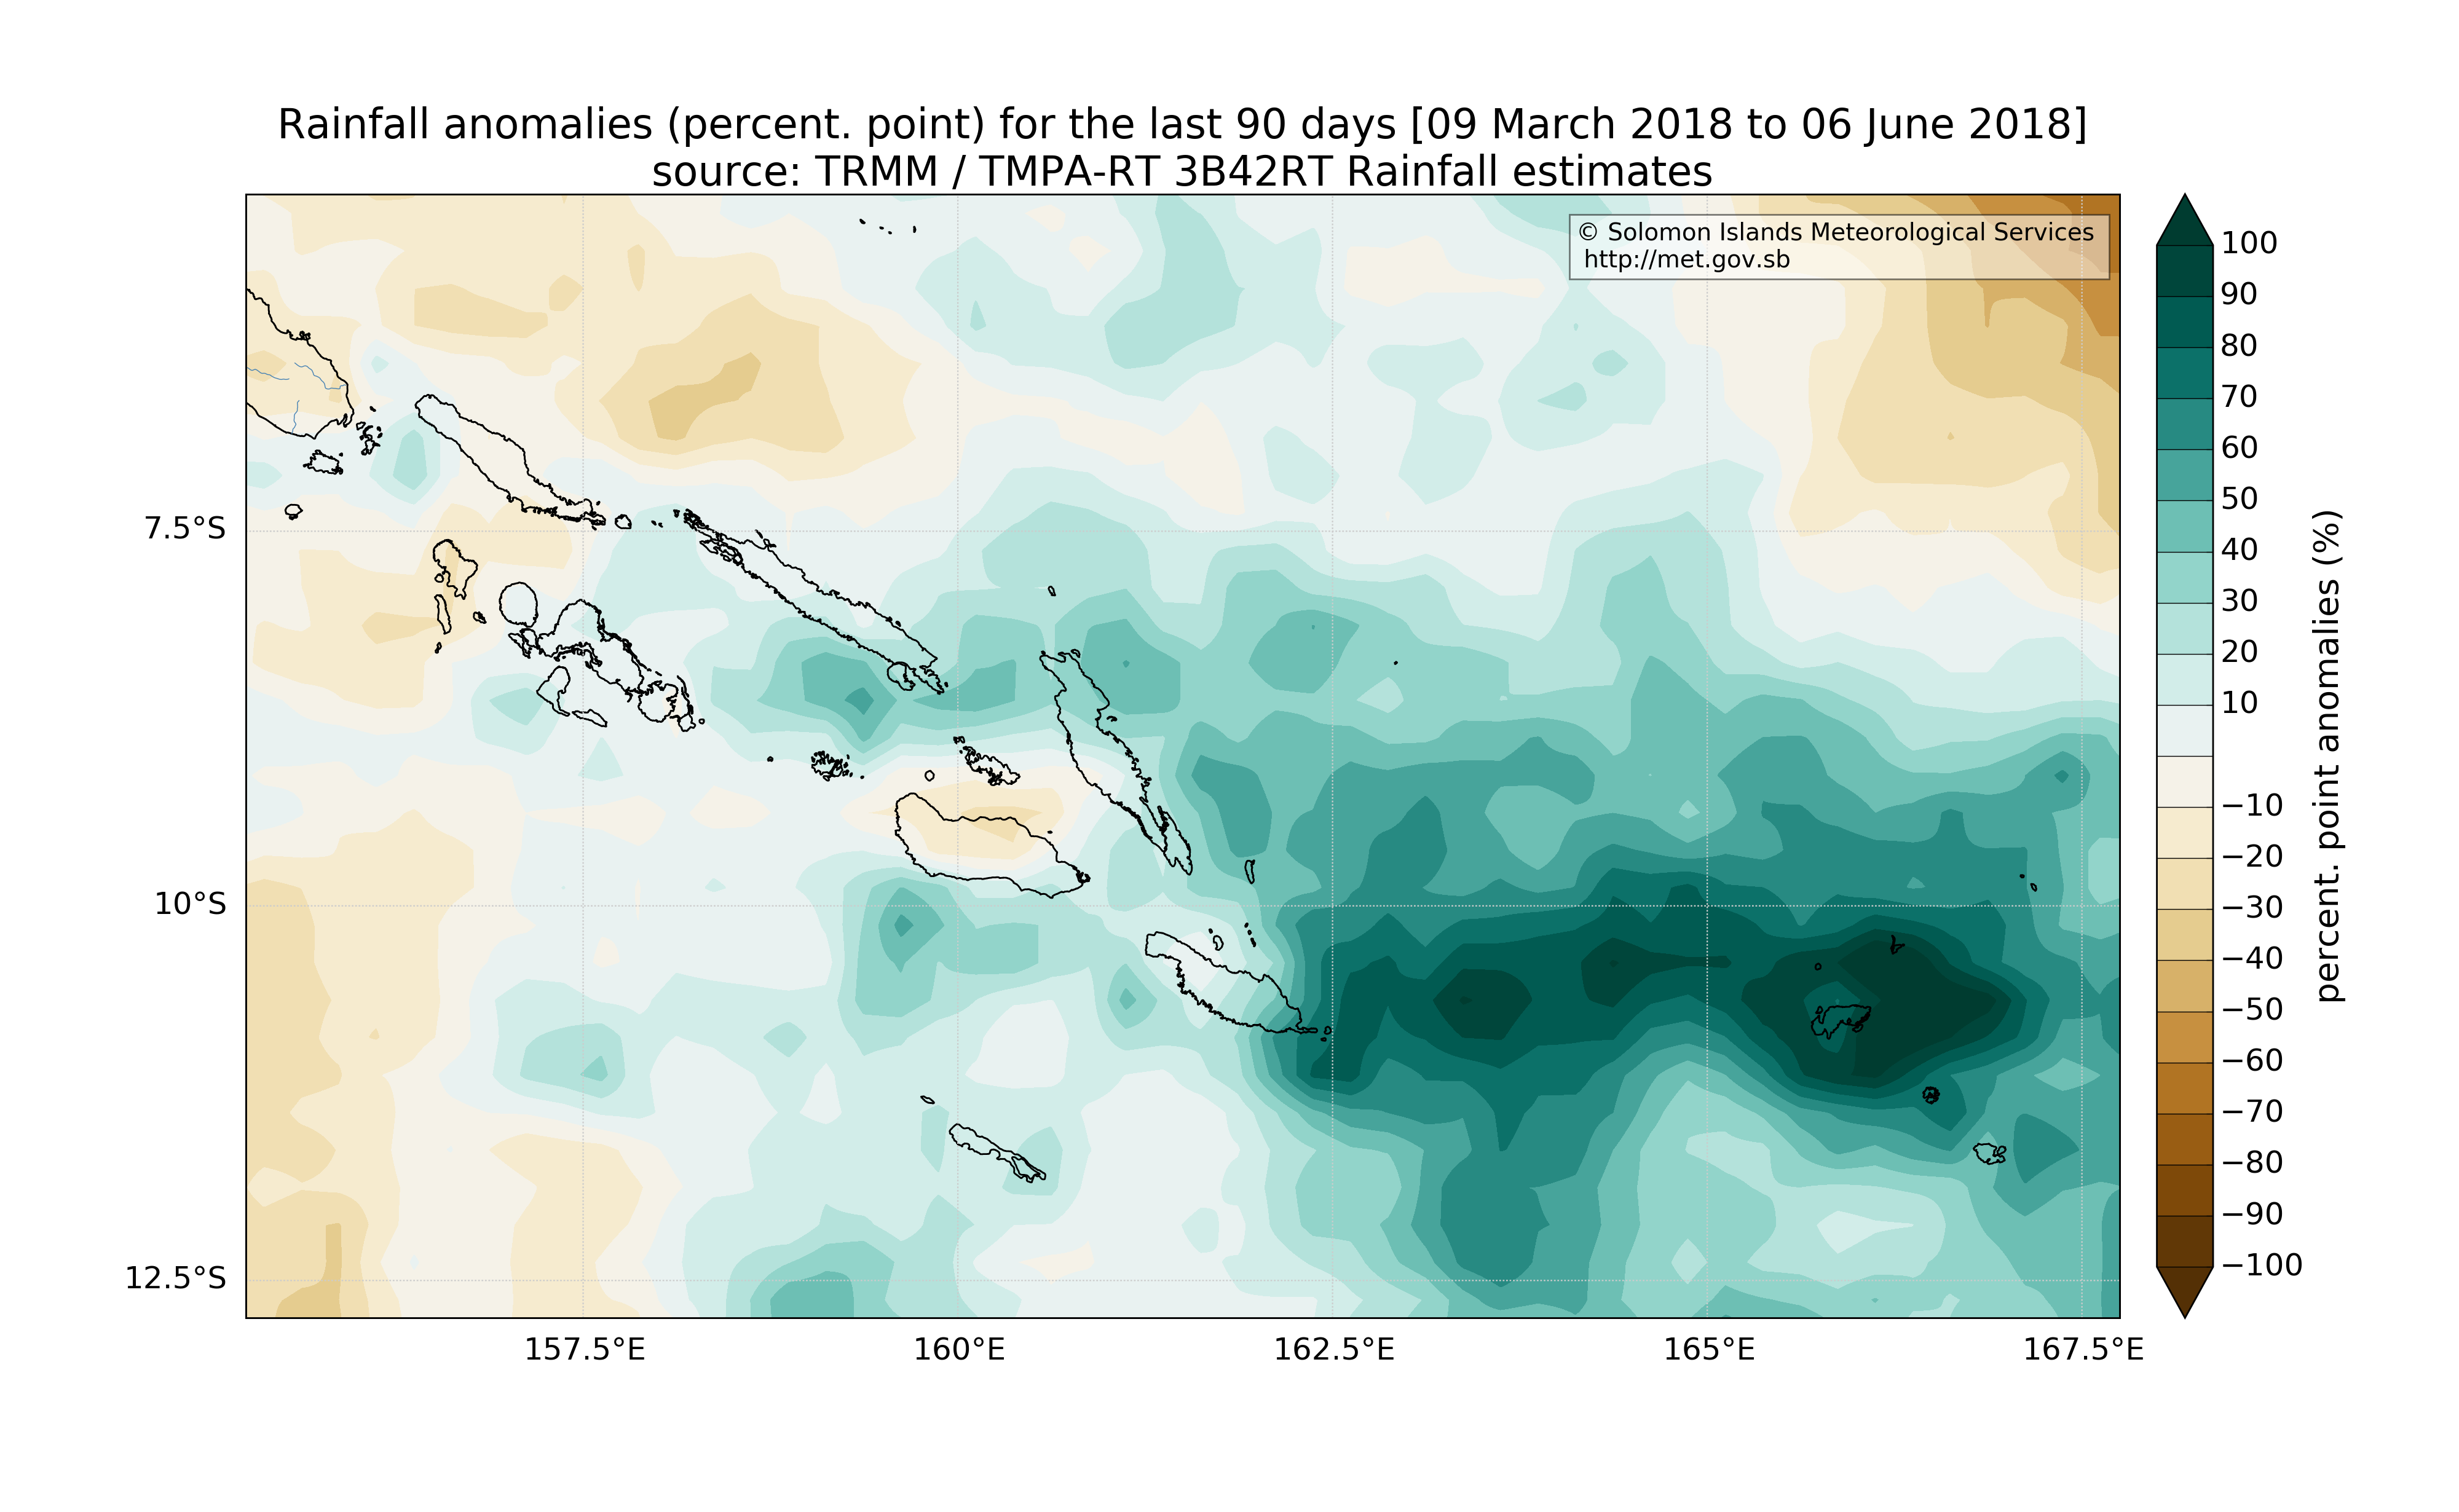 Rainfall anomalies (percent. point) for the last 90 days [09 March 2018 to 06 June 2018]
source: TRMM / TMPA-RT 3B42RT Rainfall estimates
© Solomon Islands Meteorological Services
http://met.gov.sb
7.5°S
10°S
12.5°S
157.5°E
160°E
162.5°E
165°E
167.5°E
100
90
80
70
60
50
40
30
20
10
−10
−20
−30
−40
−50
−60
−70
−80
−90
−100
percent. point anomalies (%)